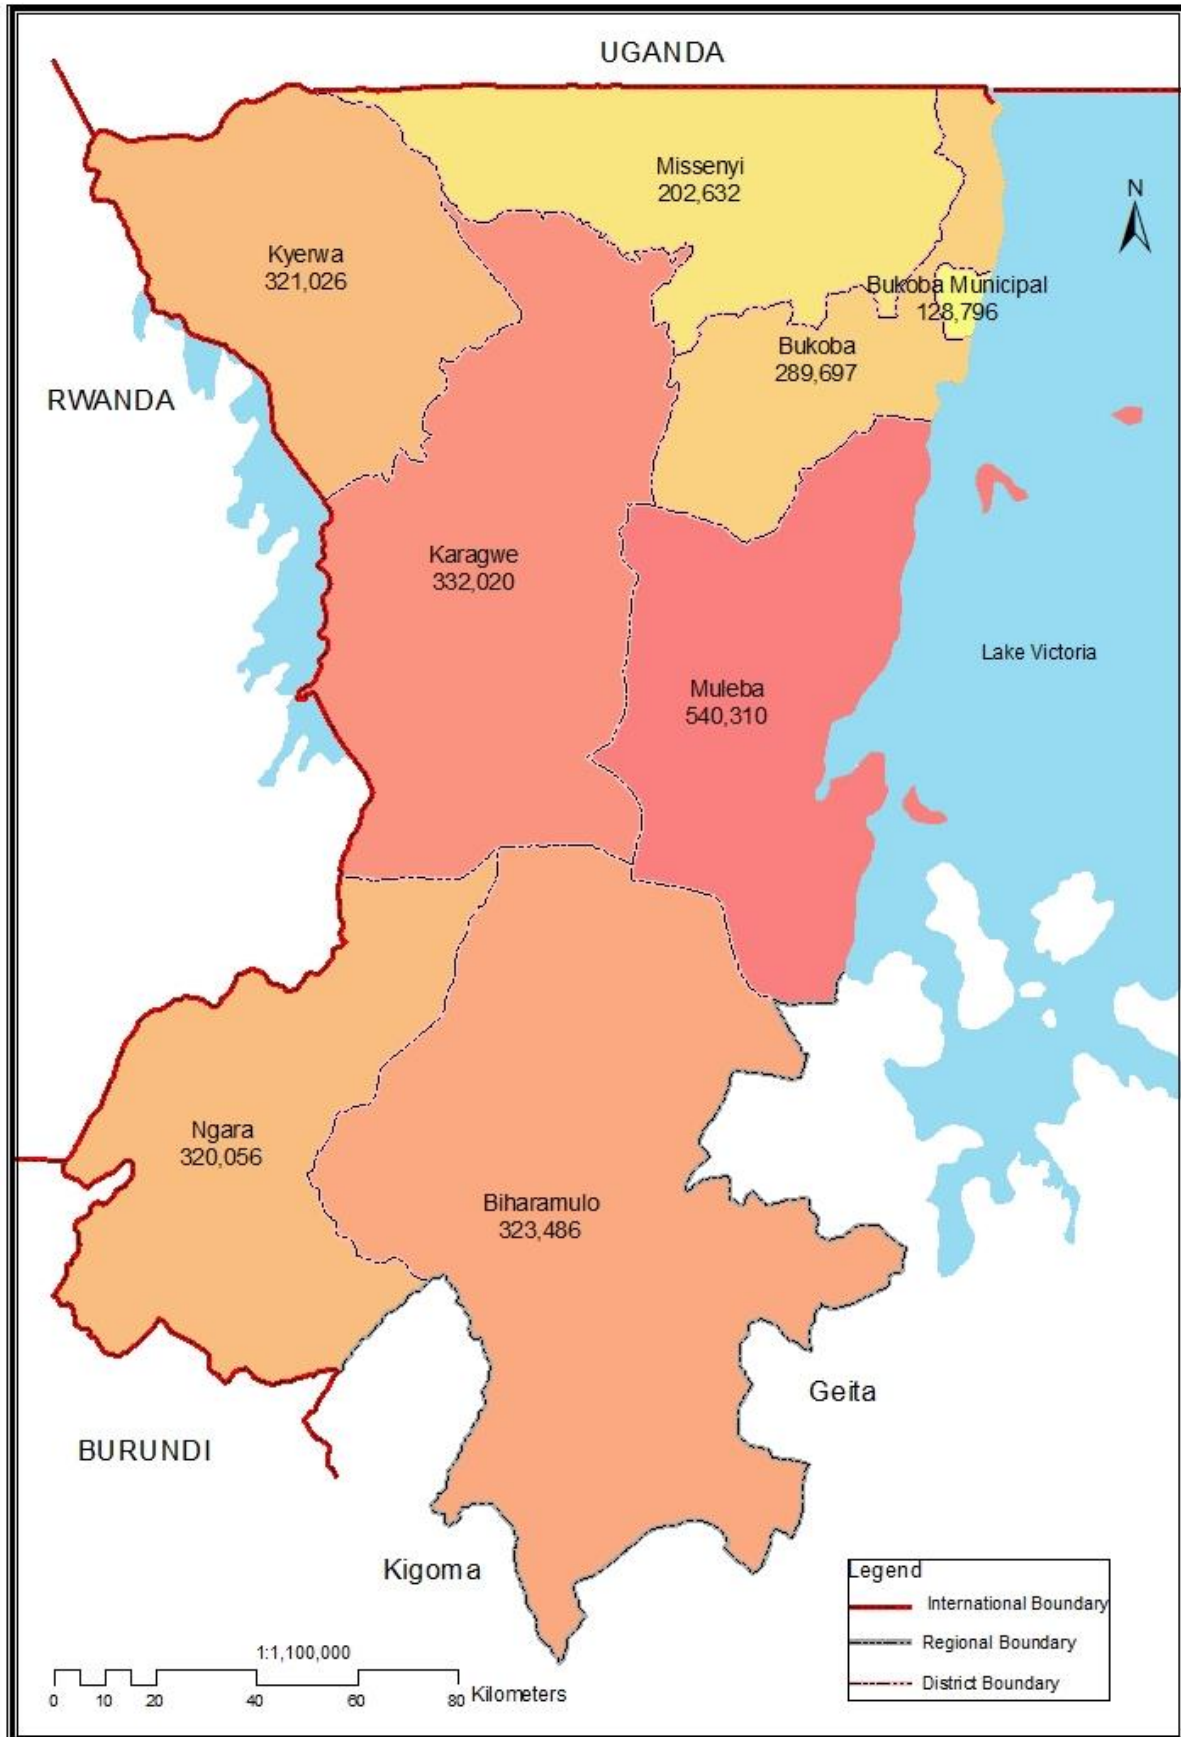 UGANDA
Missenyi
202,632
N
Kyerwa
321,026
Bukoba Municipal
128,796
Bukoba
289,697
RWANDA
Karagwe
332,020
Lake Victoria
Muleba
540,310
Ngara
320,056
Biharamulo
323,486
Geita
BURUNDI
Kigoma
Legend
International Boundary
Regional Boundary
District Boundary
1:1,100,000
0 10 20 40 60 80 Kilometers